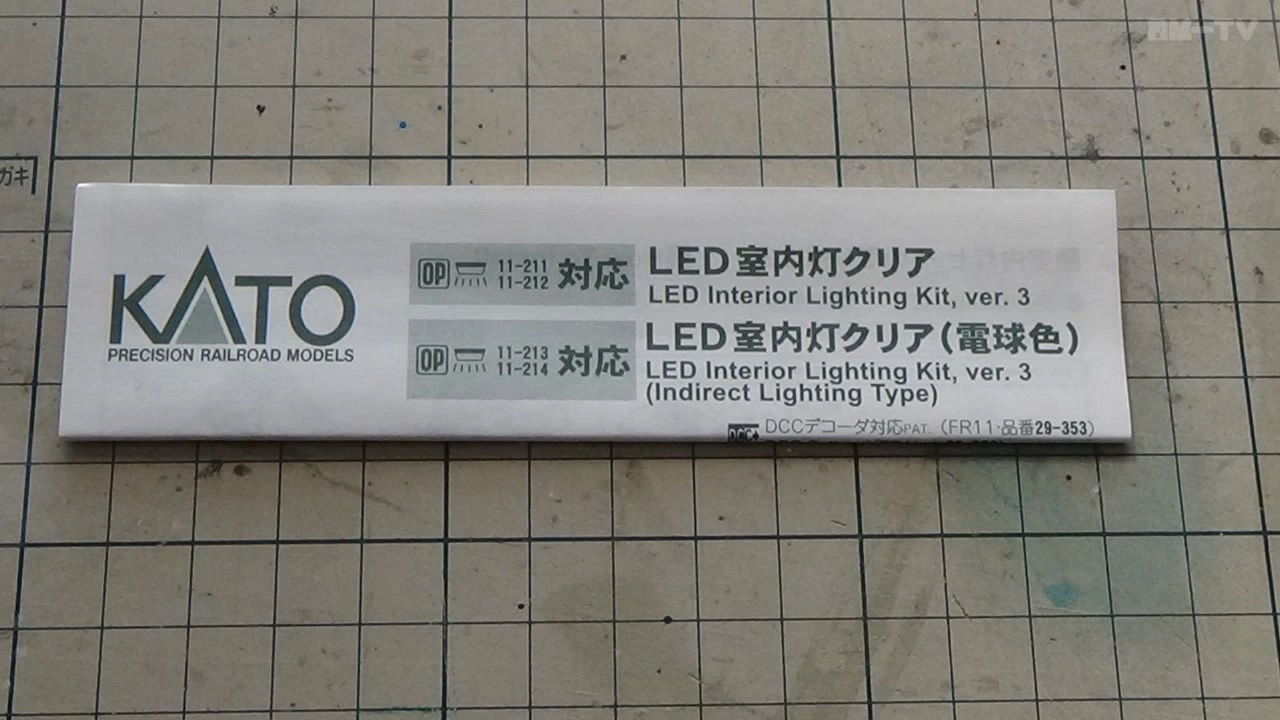 RM-TV
ガキ
KATO
PRECISION RAILROAD MODELS
OP 11-211 11-212 対応
LED室内灯クリア
LED Interior Lighting Kit, ver. 3
OP 11-213 11-214 対応
LED室内灯クリア(電球色)
LED Interior Lighting Kit, ver. 3
(Indirect Lighting Type)
DCC DCCデコーダ対応PAT. (FR11・品番29-353)